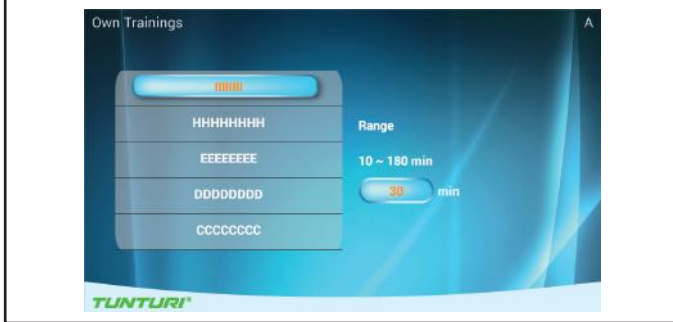 Own Trainings
A
IIIIIIII
HHHHHHHH
EEEEEEEE
DDDDDDDD
CCCCCCCC
Range
10 ~ 180 min
30 min
TUNTURI®